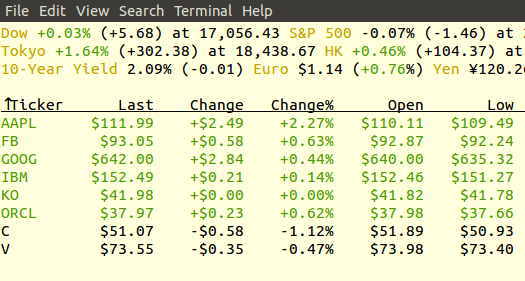 File Edit View Search Terminal Help
Dow +0.03% (+5.68) at 17,056.43 S&P 500 -0.07% (-1.46) at
Tokyo +1.64% (+302.38) at 18,438.67 HK +0.46% (+104.37) at
10-Year Yield 2.09% (-0.01) Euro $1.14 (+0.76%) Yen ¥120.2
↑Ticker Last Change Change% Open Low
AAPL $111.99 +$2.49 +2.27% $110.11 $109.49
FB $93.05 +$0.58 +0.63% $92.87 $92.24
GOOG $642.00 +$2.84 +0.44% $640.00 $635.32
IBM $152.49 +$0.21 +0.14% $152.46 $151.27
KO $41.98 +$0.00 +0.00% $41.82 $41.78
ORCL $37.97 +$0.23 +0.62% $37.98 $37.66
C $51.07 -$0.58 -1.12% $51.89 $50.93
V $73.55 -$0.35 -0.47% $73.98 $73.40